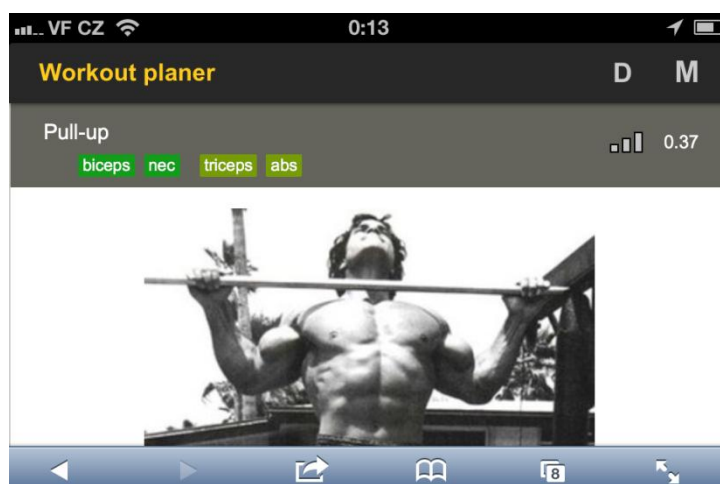 VF CZ 0:13
Workout planer D M
Pull-up 0.37
biceps nec triceps abs
8